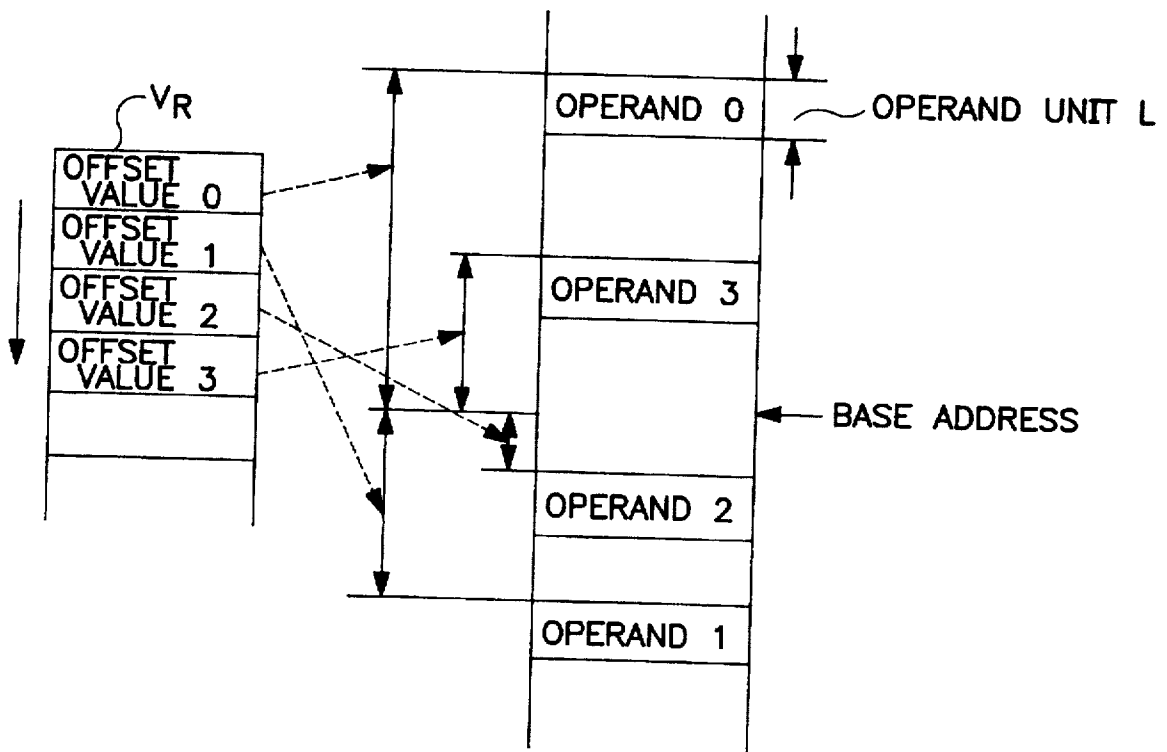 VR
OFFSET
VALUE 0
OFFSET
VALUE 1
OFFSET
VALUE 2
OFFSET
VALUE 3
OPERAND 0
OPERAND UNIT L
OPERAND 3
BASE ADDRESS
OPERAND 2
OPERAND 1